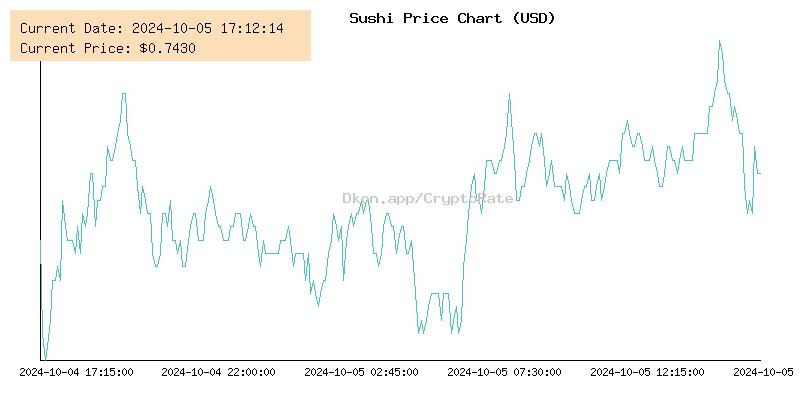 Sushi Price Chart (USD)
Current Date: 2024-10-05 17:12:14
Current Price: $0.7430
Dkon.app/CryptoRate
2024-10-04 17:15:00 2024-10-04 22:00:00 2024-10-05 02:45:00 2024-10-05 07:30:00 2024-10-05 12:15:00 2024-10-05